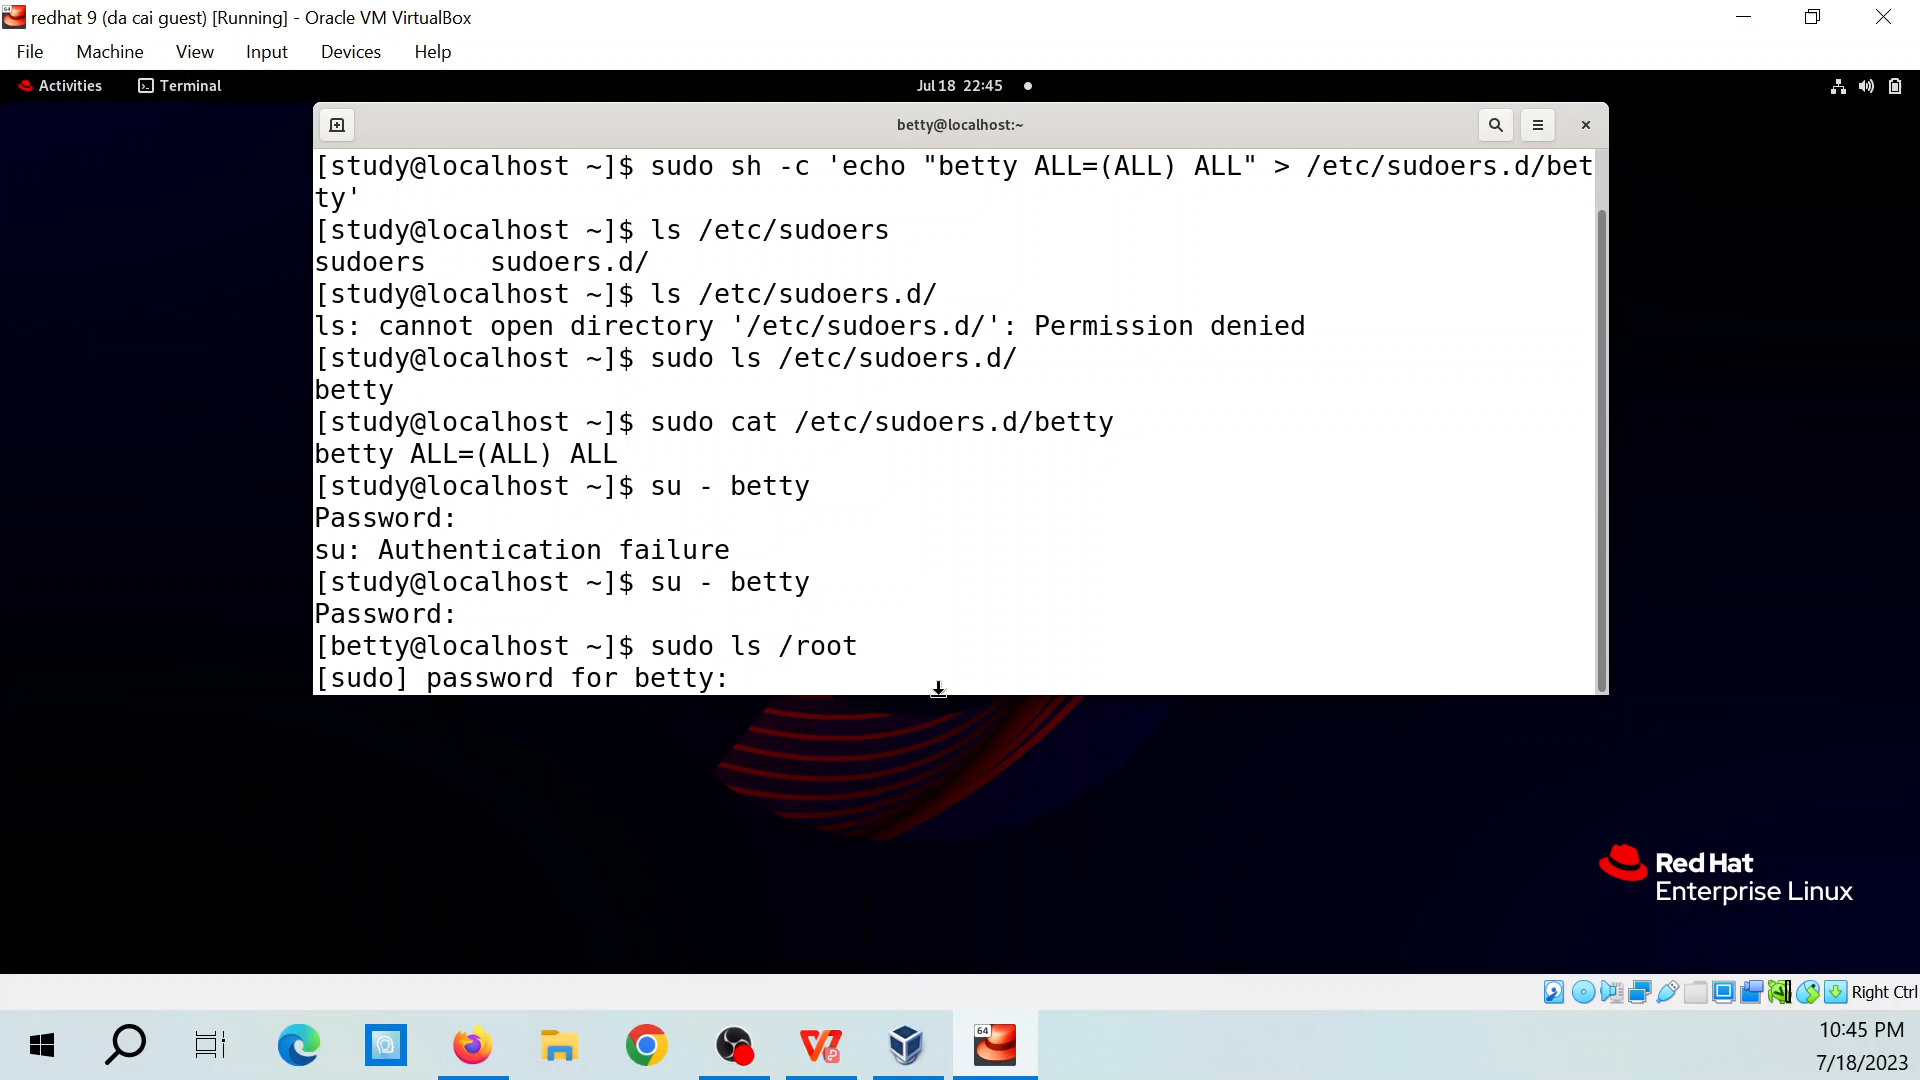 redhat 9 (da cai guest) [Running] - Oracle VM VirtualBox
File Machine View Input Devices Help
Activities Terminal Jul 18 22:45
betty@localhost:~
[study@localhost ~]$ sudo sh -c 'echo "betty ALL=(ALL) ALL" > /etc/sudoers.d/bet
ty'
[study@localhost ~]$ ls /etc/sudoers
sudoers sudoers.d/
[study@localhost ~]$ ls /etc/sudoers.d/
ls: cannot open directory '/etc/sudoers.d/': Permission denied
[study@localhost ~]$ sudo ls /etc/sudoers.d/
betty
[study@localhost ~]$ sudo cat /etc/sudoers.d/betty
betty ALL=(ALL) ALL
[study@localhost ~]$ su - betty
Password:
su: Authentication failure
[study@localhost ~]$ su - betty
Password:
[betty@localhost ~]$ sudo ls /root
[sudo] password for betty:
Red Hat
Enterprise Linux
Right Ctrl
64
10:45 PM
7/18/2023